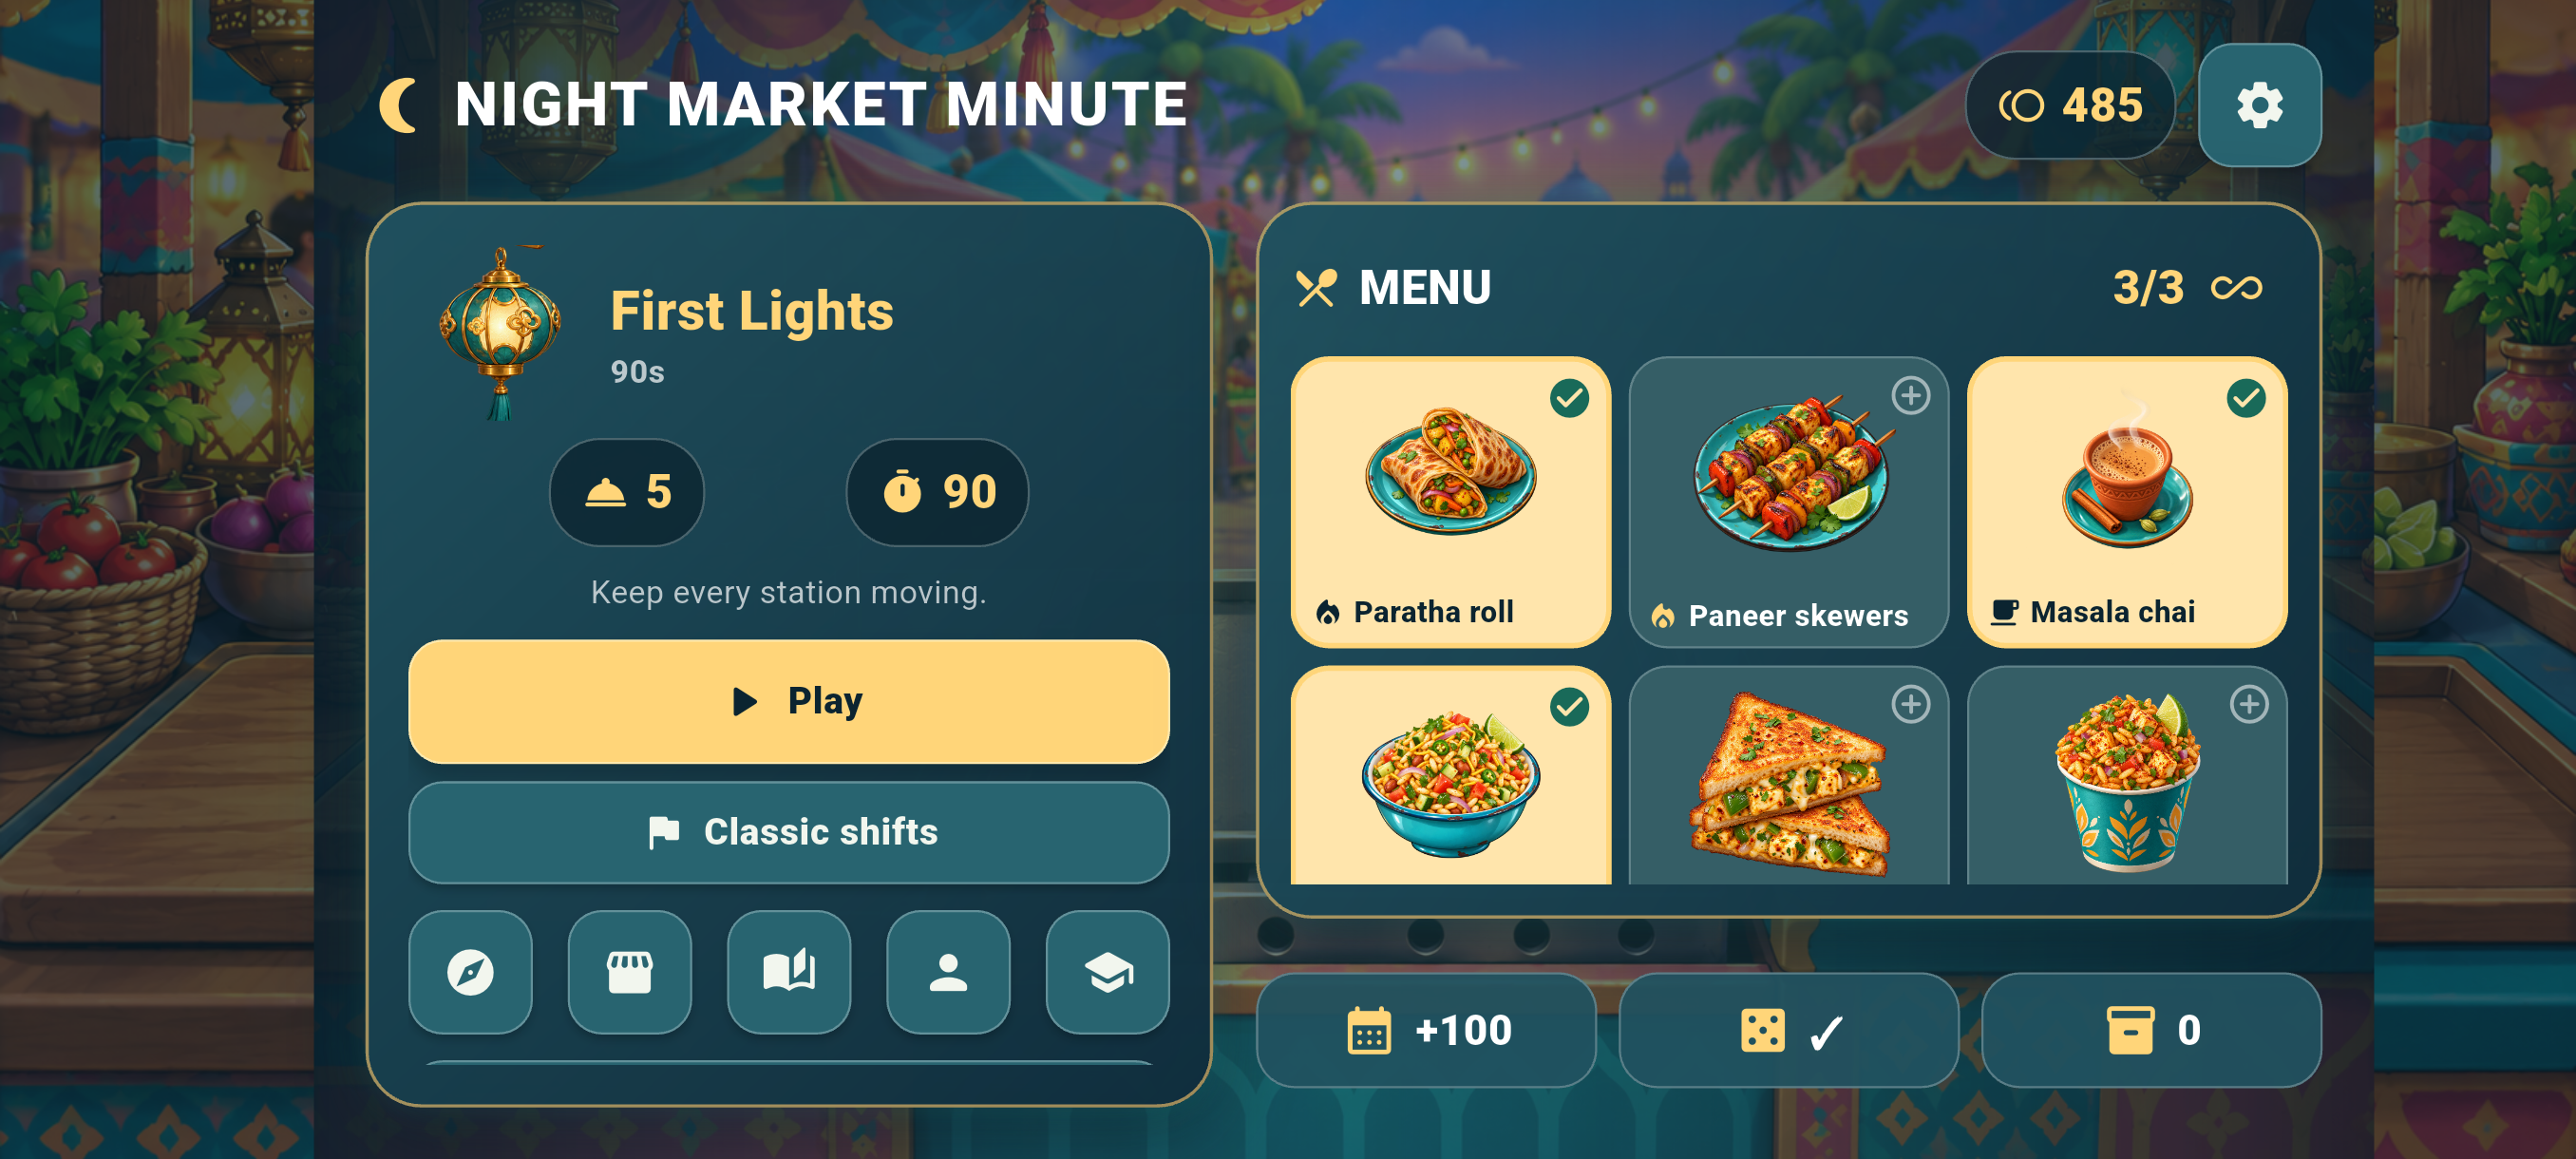 NIGHT MARKET MINUTE
485
First Lights
90s
5
90
Keep every station moving.
Play
Classic shifts
MENU
3/3
Paratha roll
Paneer skewers
Masala chai
+100
✓
0